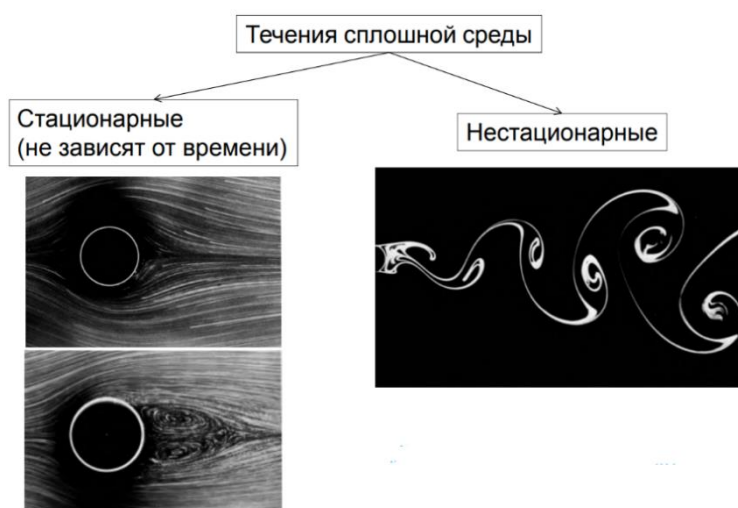 Течения сплошной среды
Стационарные
(не зависят от времени)
Нестационарные